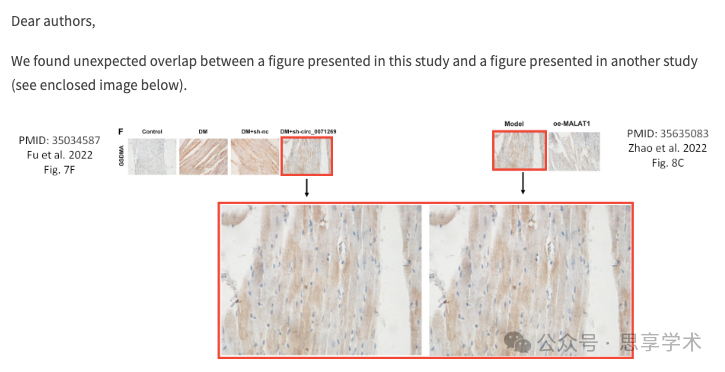 Dear authors,
We found unexpected overlap between a figure presented in this study and a figure presented in another study
(see enclosed image below).
F
Control
DM
DM+sh-nc
DM+sh-circ_0071269
GSDMA
PMID: 35034587
Fu et al. 2022
Fig. 7F
Model
oe-MALAT1
PMID: 35635083
Zhao et al. 2022
Fig. 8C
公众号 · 思享学术